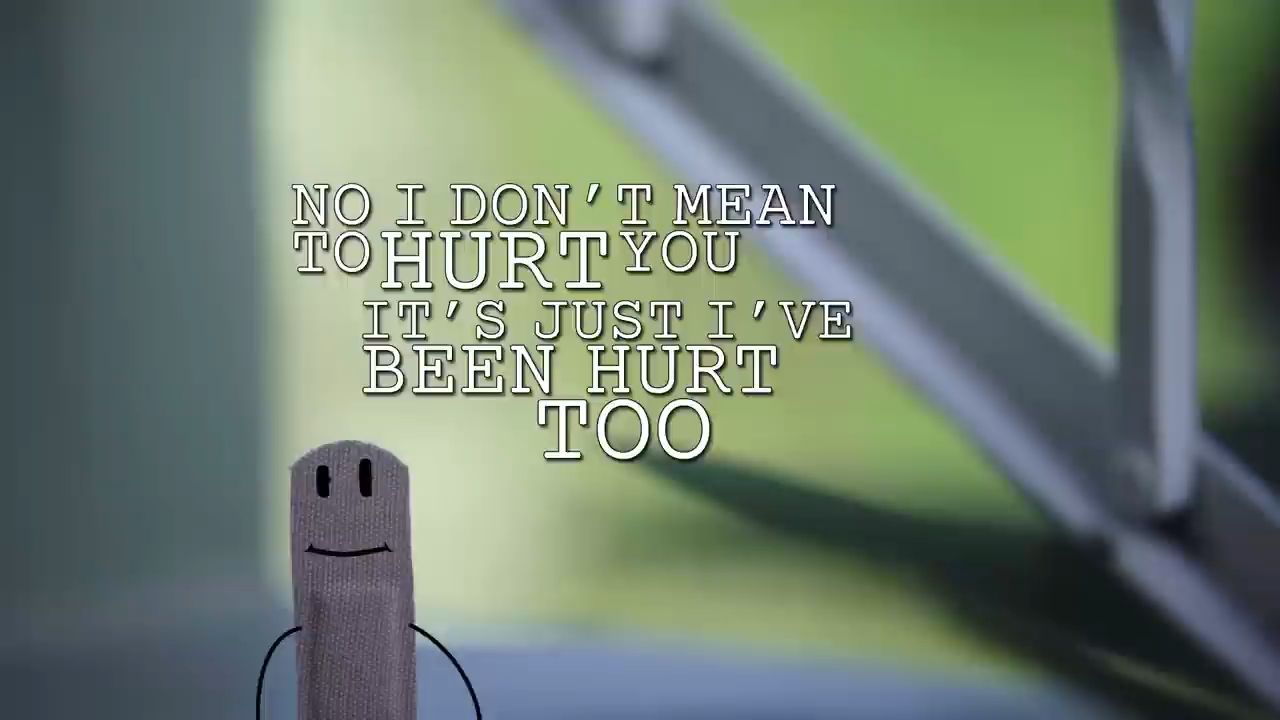 NO I DON'T MEAN
TO HURT YOU
IT'S JUST I'VE
BEEN HURT
TOO